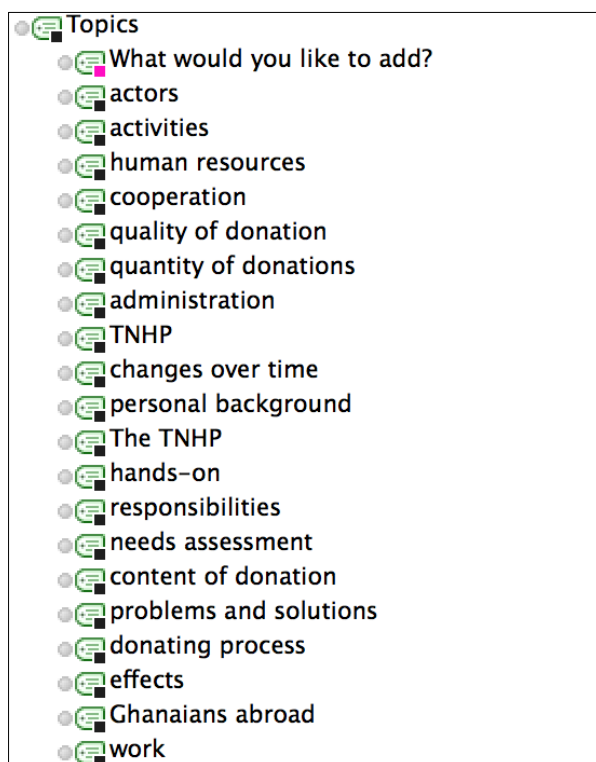 Topics
What would you like to add?
actors
activities
human resources
cooperation
quality of donation
quantity of donations
administration
TNHP
changes over time
personal background
The TNHP
hands-on
responsibilities
needs assessment
content of donation
problems and solutions
donating process
effects
Ghanaians abroad
work